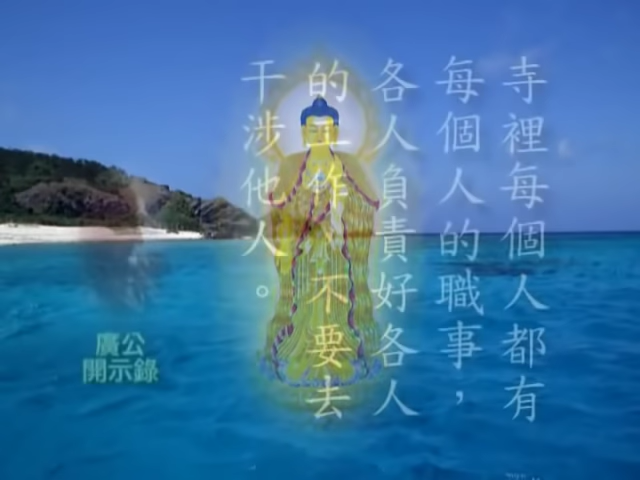 寺裡每個人都有
每個人的職事，
各人負責好各人
的工作，不要去
干涉他人。
廣公
開示錄